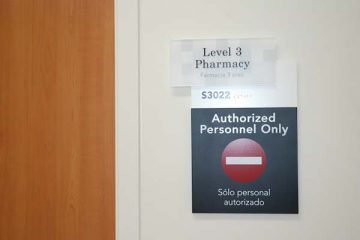 Level 3
Pharmacy
Farmacia 3 piso
S3022
Authorized
Personnel Only
Sólo personal
autorizado